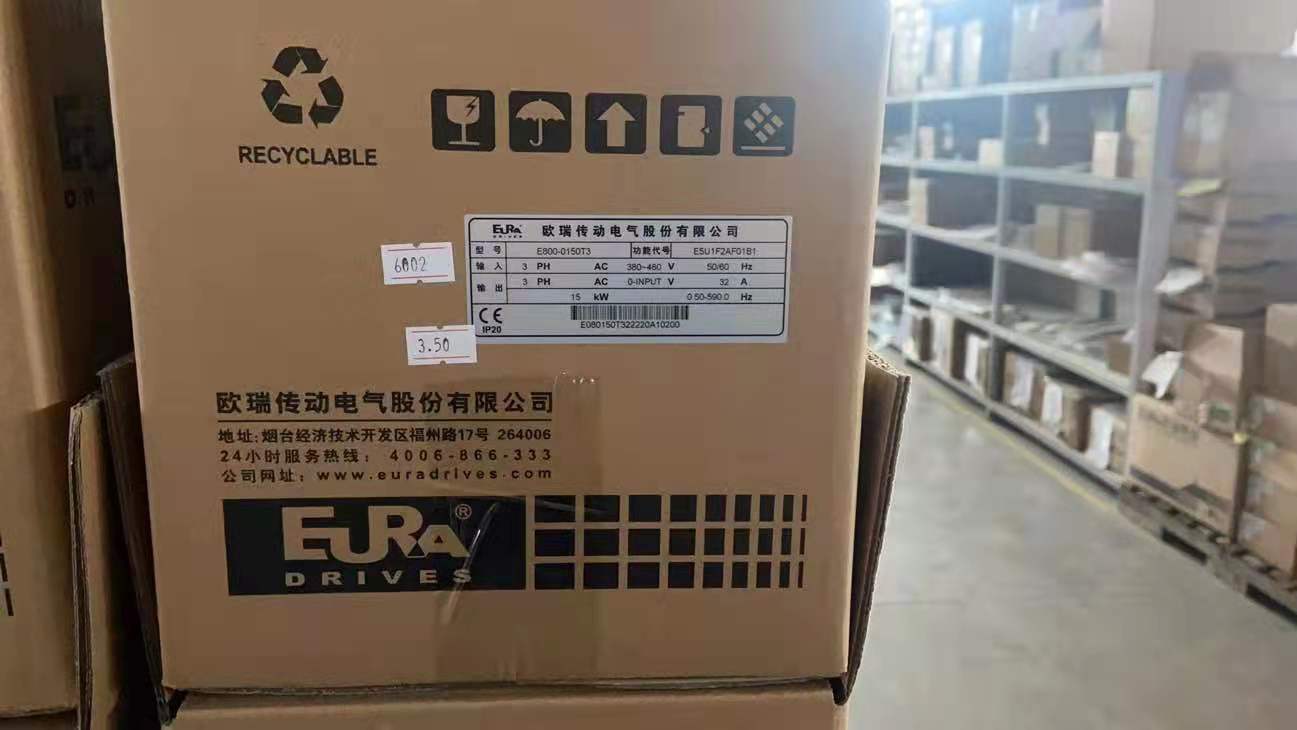 RECYCLABLE
EURA DRIVES 欧瑞传动电气股份有限公司
型号 E800-0150T3 功能代号 E5U1F2AF01B1
输入 3 PH AC 380~480 V 50/60 Hz
输出 3 PH AC 0-INPUT V 32 A
15 kW 0.50-590.0 Hz
CE
IP20
E080150T322220A10200
6002
3.50
欧瑞传动电气股份有限公司
地址:烟台经济技术开发区福州路17号 264006
24小时服务热线: 4006-866-333
公司网址: www.euradrives.com
EURA®
DRIVES